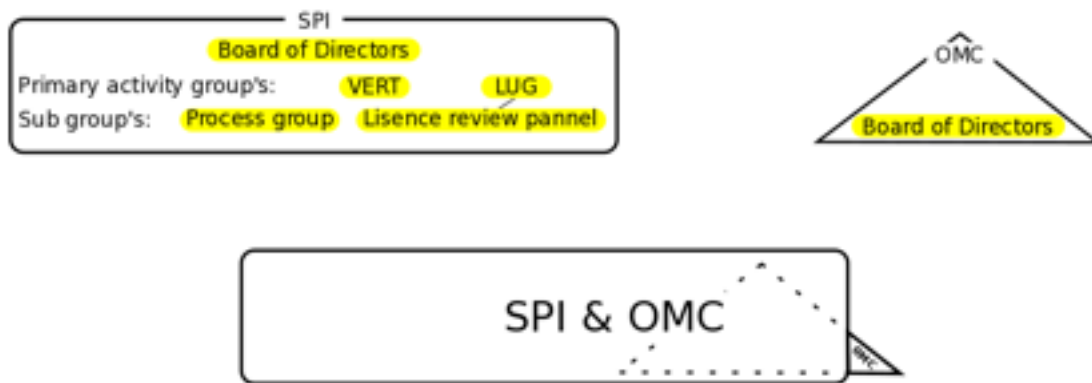 SPI
Board of Directors
Primary activity group's: VERT LUG
Sub group's: Process group Lisence review pannel
OMC
Board of Directors
SPI & OMC
OMC